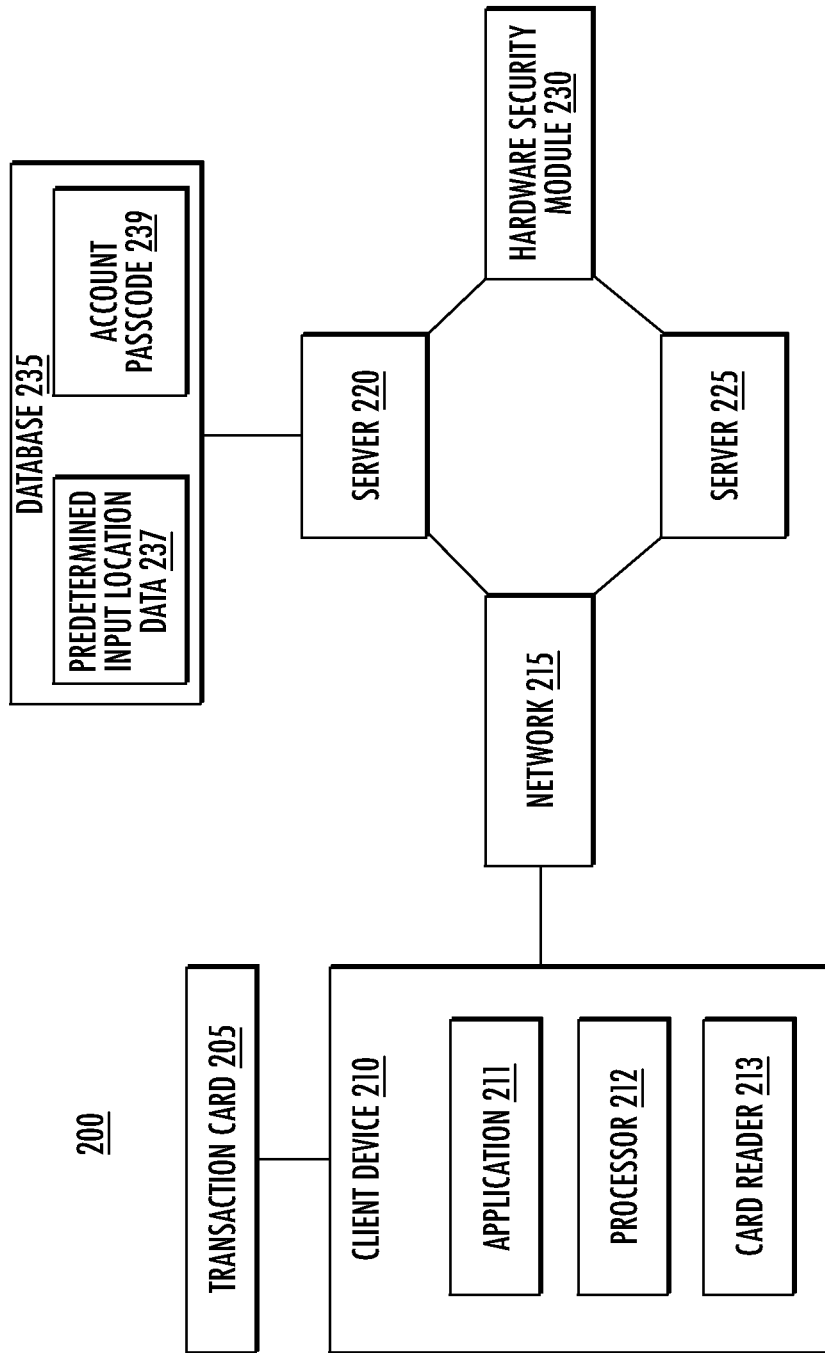 200
TRANSACTION CARD 205
CLIENT DEVICE 210
APPLICATION 211
PROCESSOR 212
CARD READER 213
NETWORK 215
DATABASE 235
PREDETERMINED
INPUT LOCATION
DATA 237
ACCOUNT
PASSCODE 239
SERVER 220
SERVER 225
HARDWARE SECURITY
MODULE 230